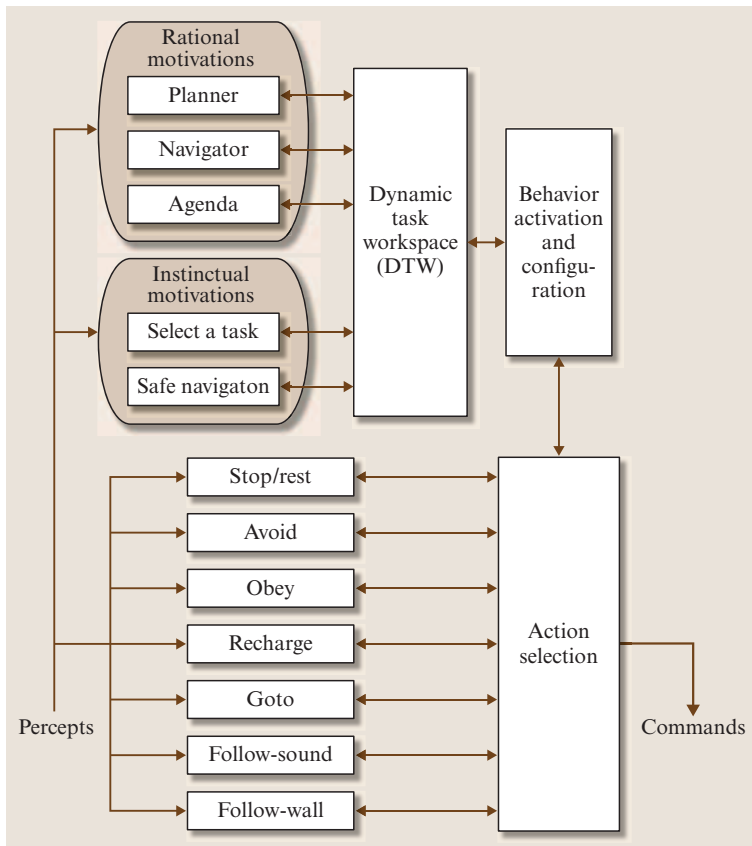 Rational
motivations
Planner
Navigator
Agenda
Instinctual
motivations
Select a task
Safe navigaton
Dynamic
task
workspace
(DTW)
Behavior
activation
and
configu-
ration
Stop/rest
Avoid
Obey
Recharge
Goto
Follow-sound
Follow-wall
Action
selection
Percepts
Commands